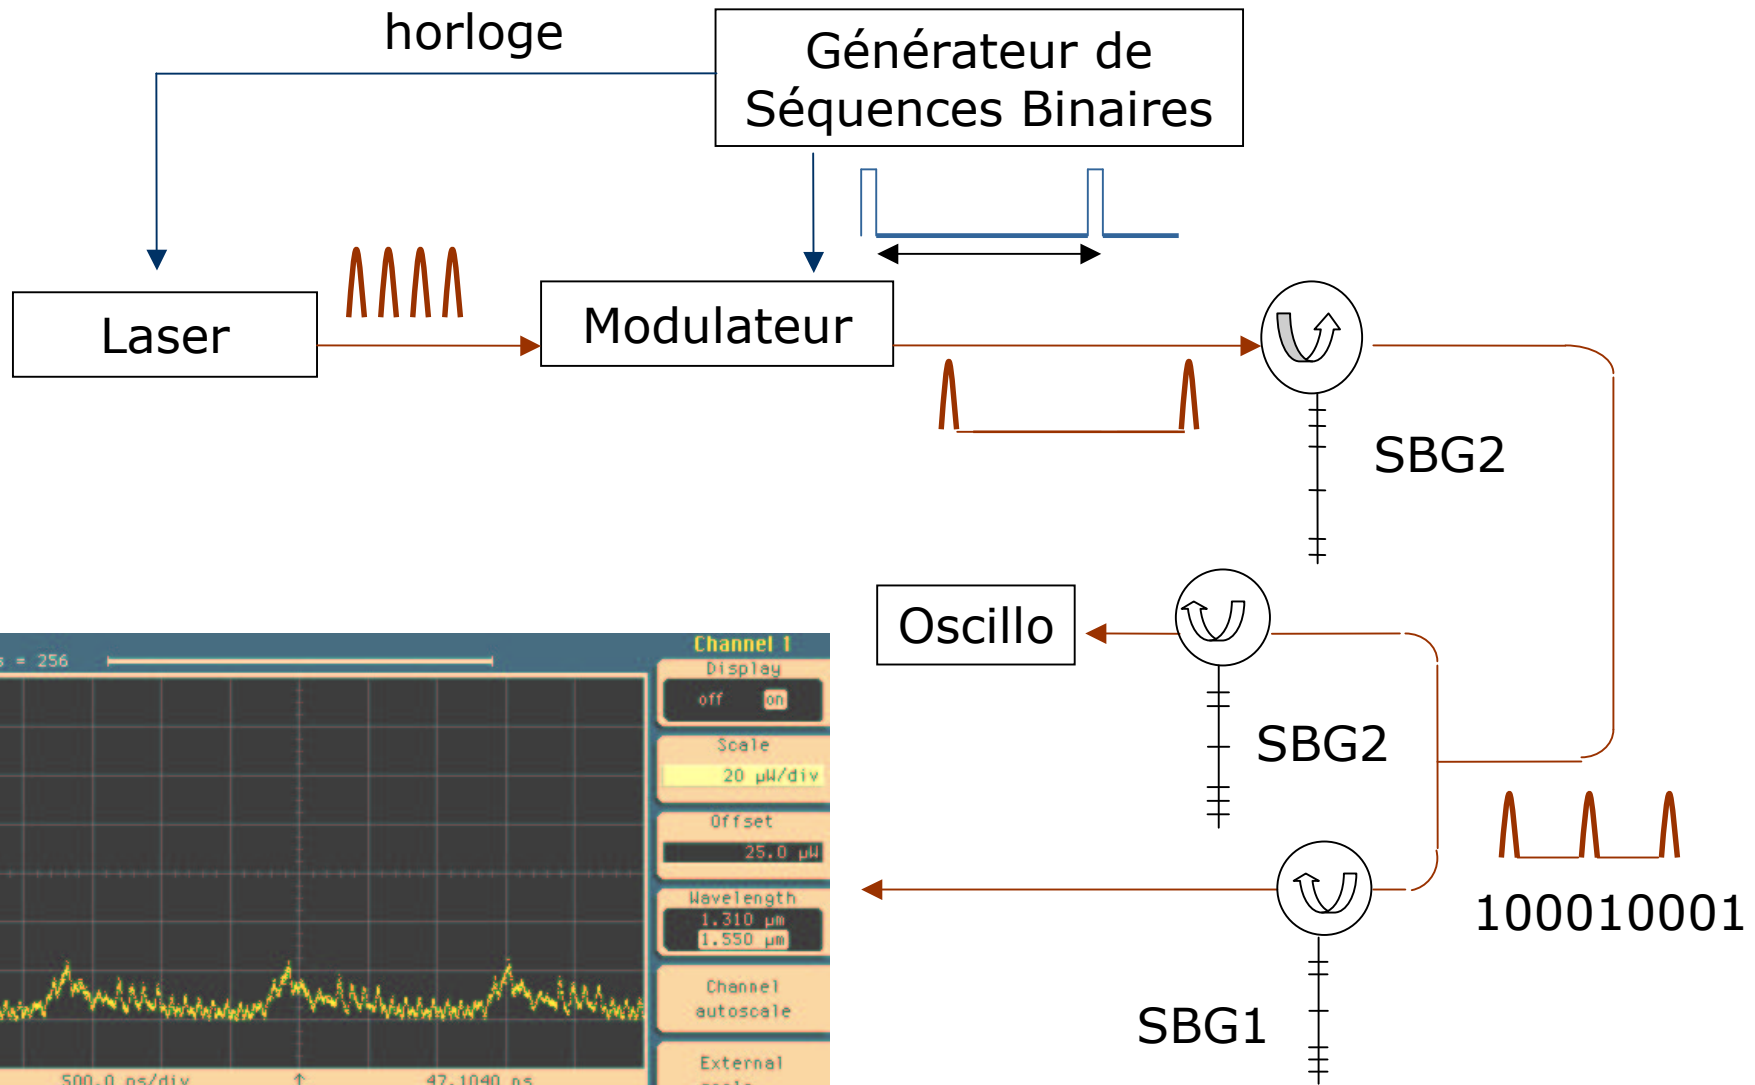 horloge
Générateur de
Séquences Binaires
Laser
Modulateur
SBG2
Oscillo
SBG2
100010001
SBG1
s = 256
Channel 1
Display
off on
Scale
20 µW/div
Offset
25.0 µW
Wavelength
1.310 µm
1.550 µm
Channel
autoscale
External
500.0 ps/div
47.1040 ns